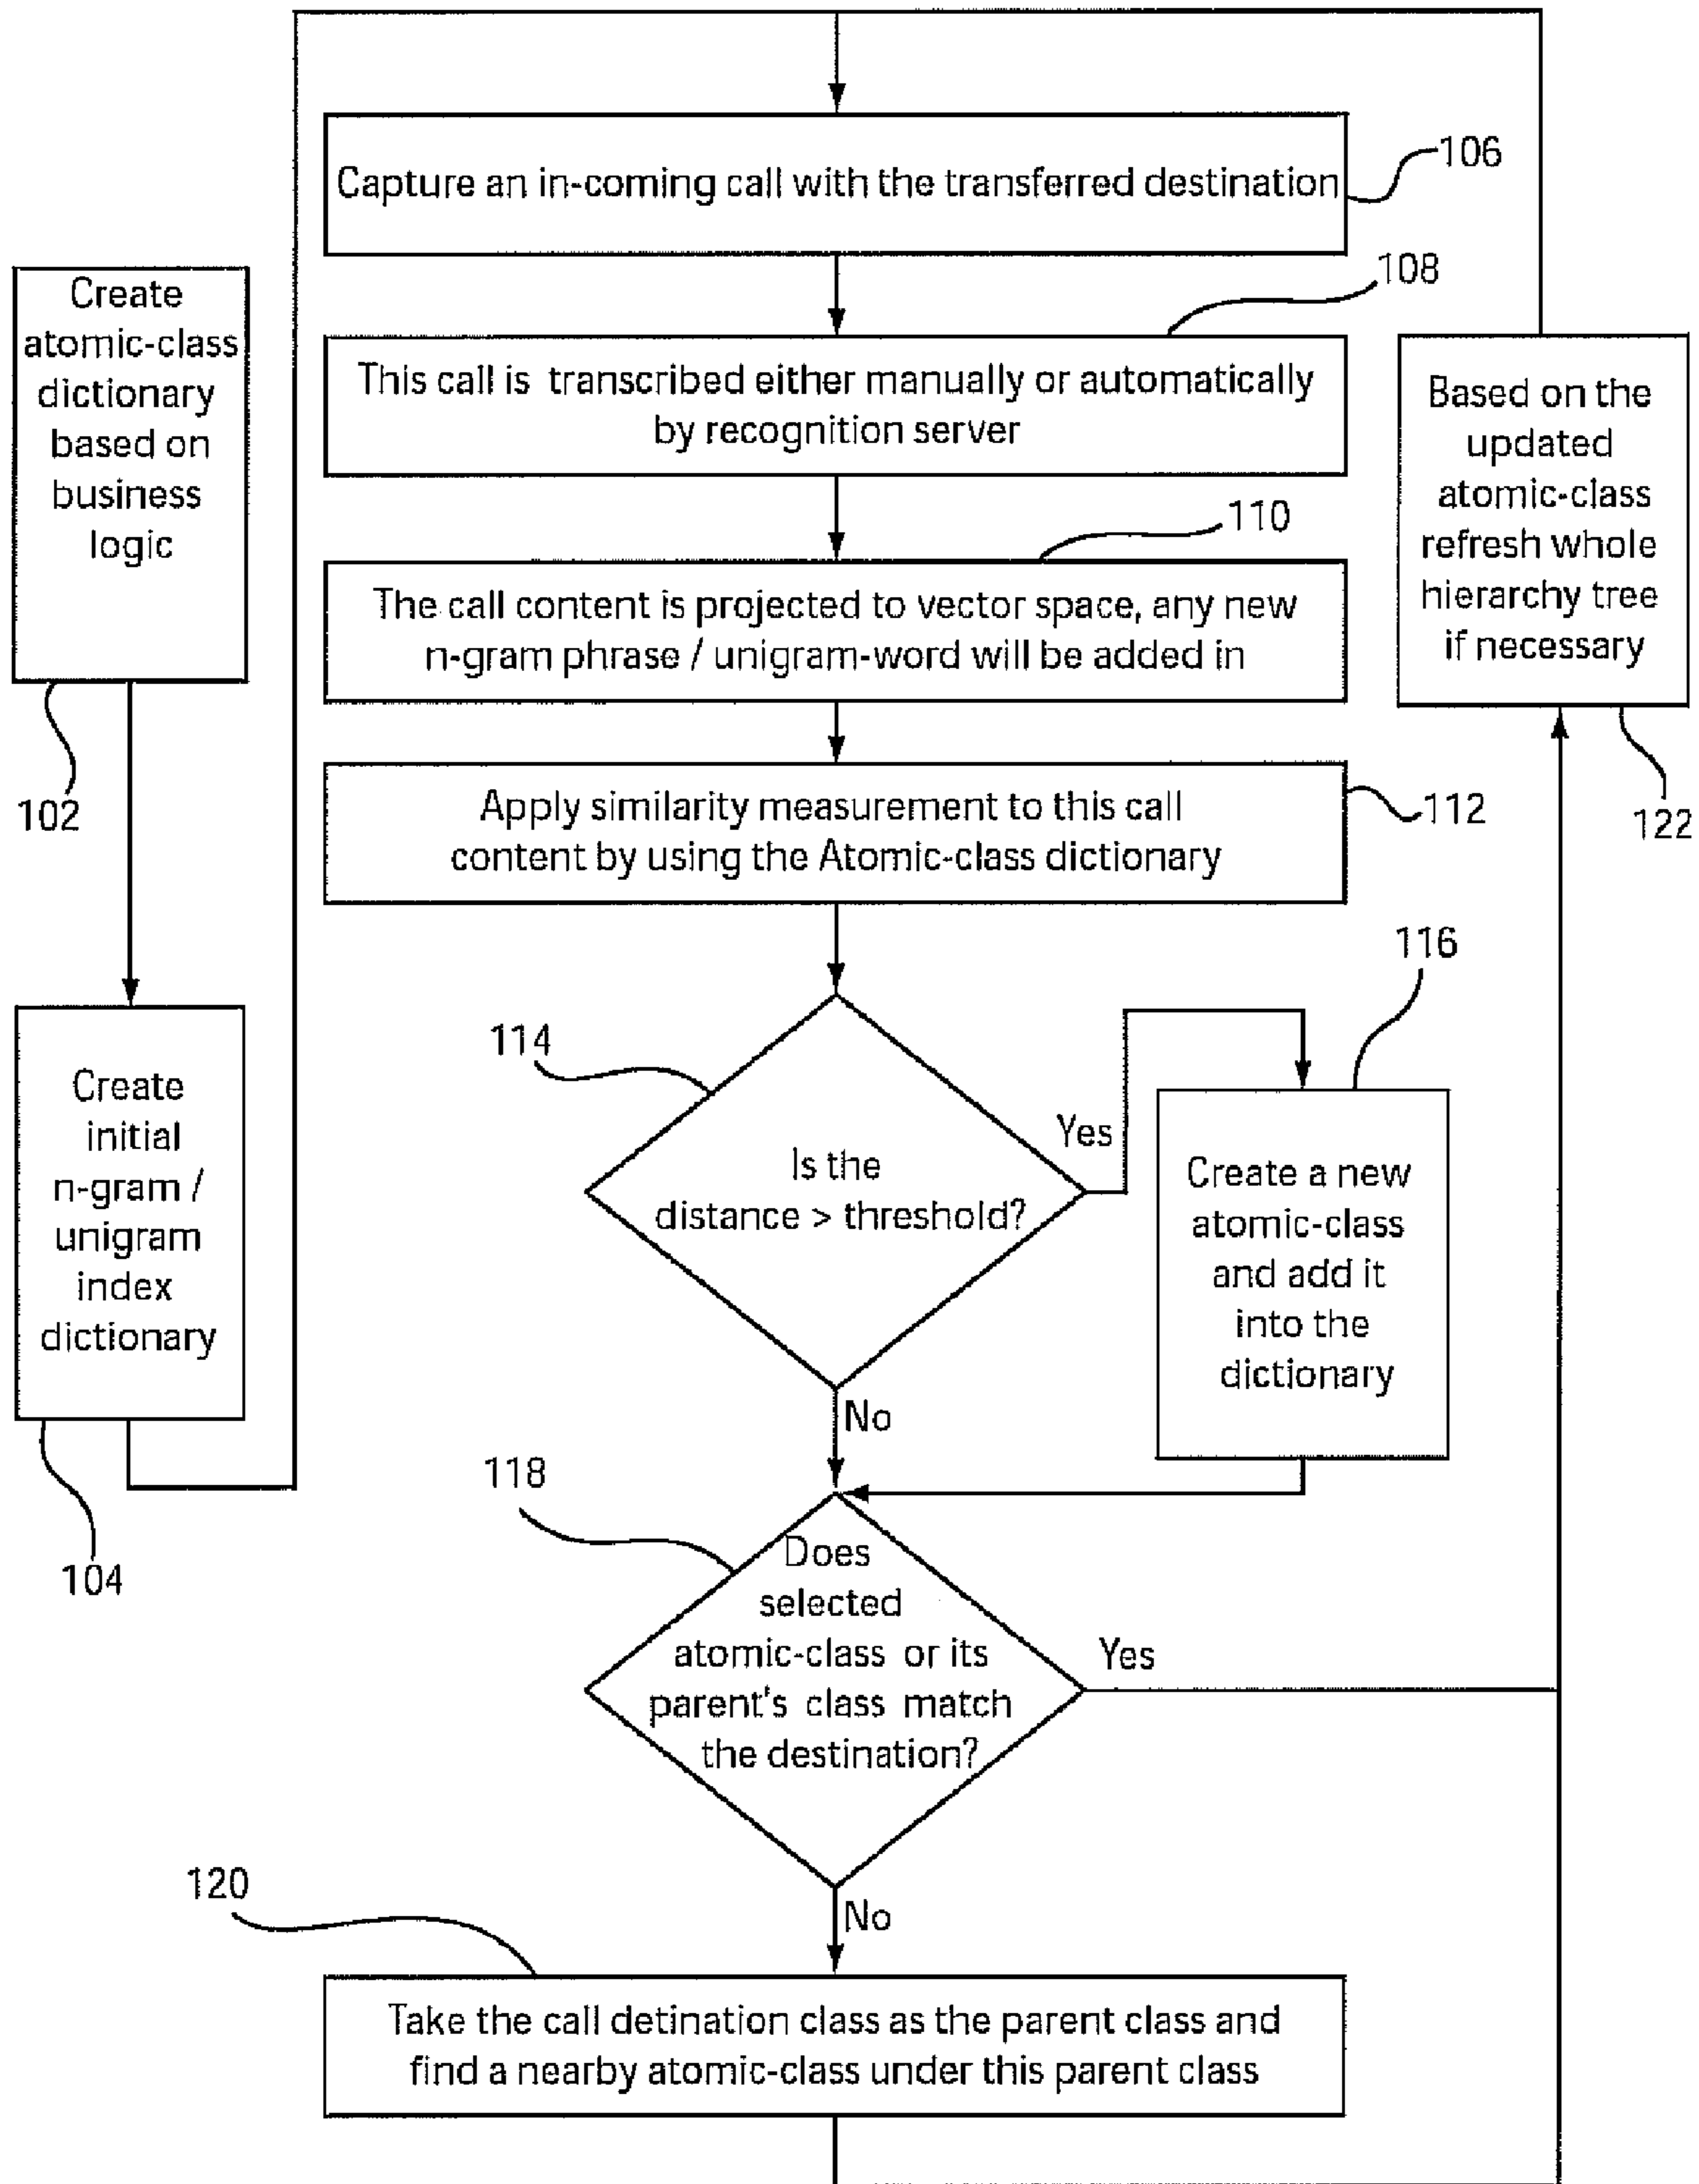 Create
atomic-class
dictionary
based on
business
logic
102
Create
initial
n-gram /
unigram
index
dictionary
104
Capture an in-coming call with the transferred destination
106
This call is transcribed either manually or automatically
by recognition server
108
The call content is projected to vector space, any new
n-gram phrase / unigram-word will be added in
110
Apply similarity measurement to this call
content by using the Atomic-class dictionary
112
Is the
distance > threshold?
114
Yes
No
Create a new
atomic-class
and add it
into the
dictionary
116
Does
selected
atomic-class or its
parent's class match
the destination?
118
Yes
No
Take the call detination class as the parent class and
find a nearby atomic-class under this parent class
120
Based on the
updated
atomic-class
refresh whole
hierarchy tree
if necessary
122